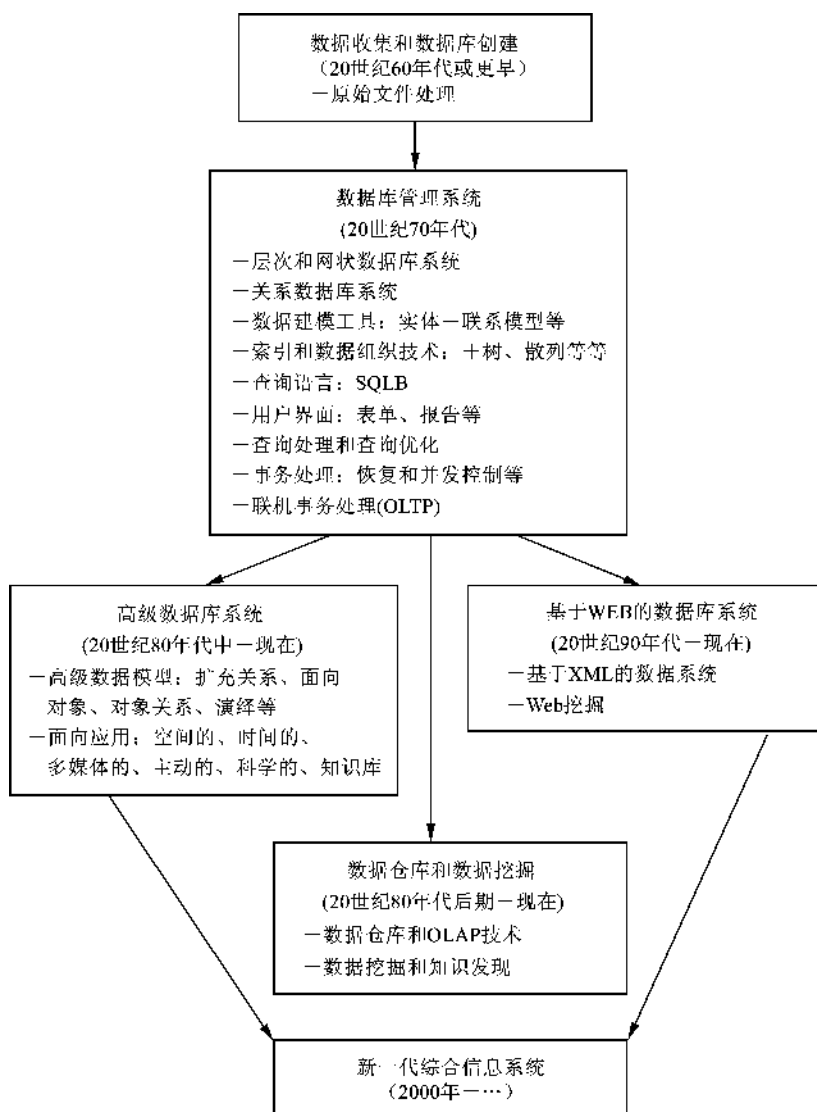 数据收集和数据库创建
（20世纪60年代或更早）
－原始文件处理
数据库管理系统
(20世纪70年代)
－层次和网状数据库系统
－关系数据库系统
－数据建模工具：实体－联系模型等
－索引和数据组织技术：＋树、散列等等
－查询语言：SQLB
－用户界面：表单、报告等
－查询处理和查询优化
－事务处理：恢复和并发控制等
－联机事务处理(OLTP)
高级数据库系统
(20世纪80年代中－现在)
－高级数据模型：扩充关系、面向
对象、对象关系、演绎等
－面向应用：空间的、时间的、
多媒体的、主动的、科学的、知识库
基于WEB的数据库系统
(20世纪90年代－现在)
－基于XML的数据系统
－Web挖掘
数据仓库和数据挖掘
(20世纪80年代后期－现在)
－数据仓库和OLAP技术
－数据挖掘和知识发现
新一代综合信息系统
（2000年－…）